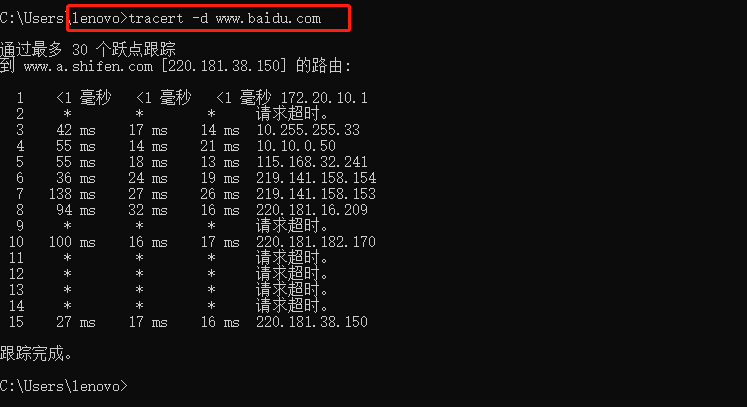 C:\Users\lenovo>tracert -d www.baidu.com
通过最多 30 个跃点跟踪
到 www.a.shifen.com [220.181.38.150] 的路由:
1 <1 毫秒 <1 毫秒 <1 毫秒 172.20.10.1
2 * * * 请求超时。
3 42 ms 17 ms 14 ms 10.255.255.33
4 55 ms 14 ms 21 ms 10.10.0.50
5 55 ms 18 ms 13 ms 115.168.32.241
6 36 ms 24 ms 19 ms 219.141.158.154
7 138 ms 27 ms 26 ms 219.141.158.153
8 94 ms 32 ms 16 ms 220.181.16.209
9 * * * 请求超时。
10 100 ms 16 ms 17 ms 220.181.182.170
11 * * * 请求超时。
12 * * * 请求超时。
13 * * * 请求超时。
14 * * * 请求超时。
15 27 ms 17 ms 16 ms 220.181.38.150
跟踪完成。
C:\Users\lenovo>